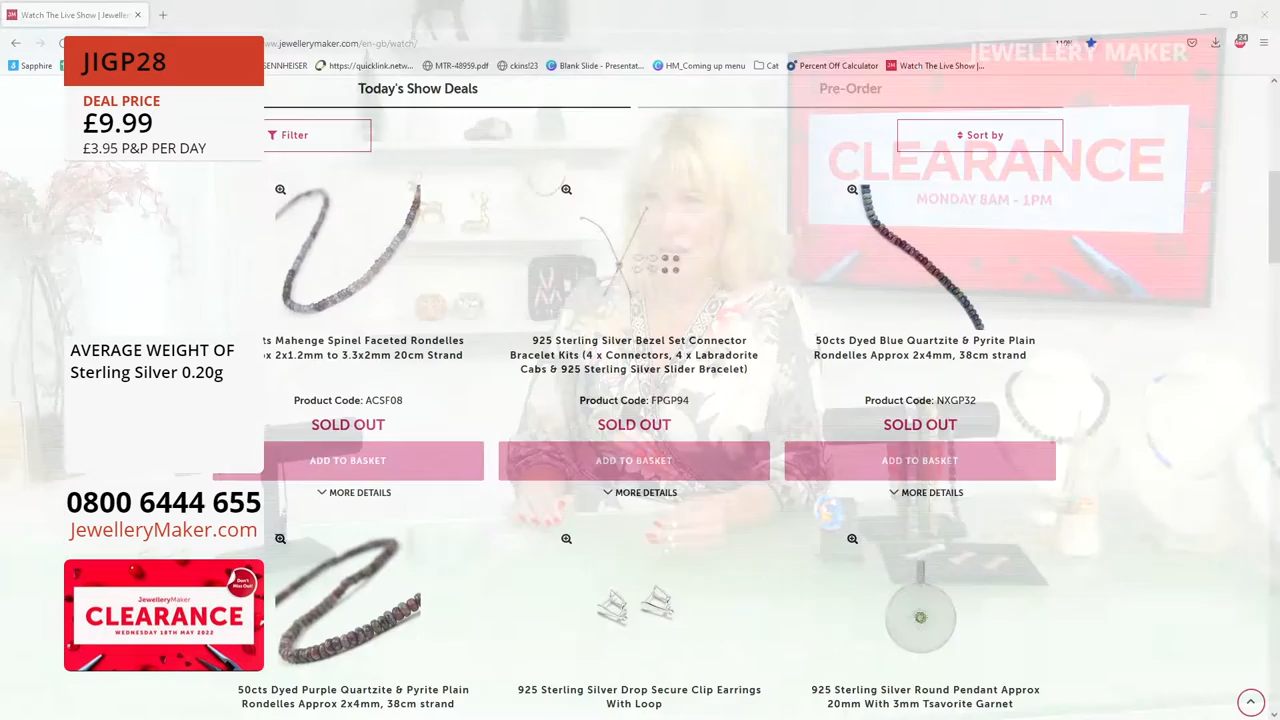 Watch The Live Show | Jeweller
ww.jewellerymaker.com/en-gb/watch/
110%
24
Sapphire
SENNHEISER
https://quicklink.netw...
MTR-48959.pdf
ckins!23
Blank Slide - Presentat...
HM_Coming up menu
Cat
Percent Off Calculator
Watch The Live Show |...
JEWELLERY MAKER
JIGP28
DEAL PRICE
£9.99
£3.95 P&P PER DAY
Today's Show Deals
Pre-Order
Filter
Sort by
CLEARANCE
MONDAY 8AM - 1PM
AVERAGE WEIGHT OF
Sterling Silver 0.20g
ts Mahenge Spinel Faceted Rondelles
ox 2x1.2mm to 3.3x2mm 20cm Strand
Product Code: ACSF08
SOLD OUT
ADD TO BASKET
MORE DETAILS
925 Sterling Silver Bezel Set Connector
Bracelet Kits (4 x Connectors, 4 x Labradorite
Cabs & 925 Sterling Silver Slider Bracelet)
Product Code: FPGP94
SOLD OUT
ADD TO BASKET
MORE DETAILS
50cts Dyed Blue Quartzite & Pyrite Plain
Rondelles Approx 2x4mm, 38cm strand
Product Code: NXGP32
SOLD OUT
ADD TO BASKET
MORE DETAILS
0800 6444 655
JewelleryMaker.com
Don't
Miss Out!
JewelleryMaker
CLEARANCE
WEDNESDAY 18TH MAY 2022
50cts Dyed Purple Quartzite & Pyrite Plain
Rondelles Approx 2x4mm, 38cm strand
925 Sterling Silver Drop Secure Clip Earrings
With Loop
925 Sterling Silver Round Pendant Approx
20mm With 3mm Tsavorite Garnet